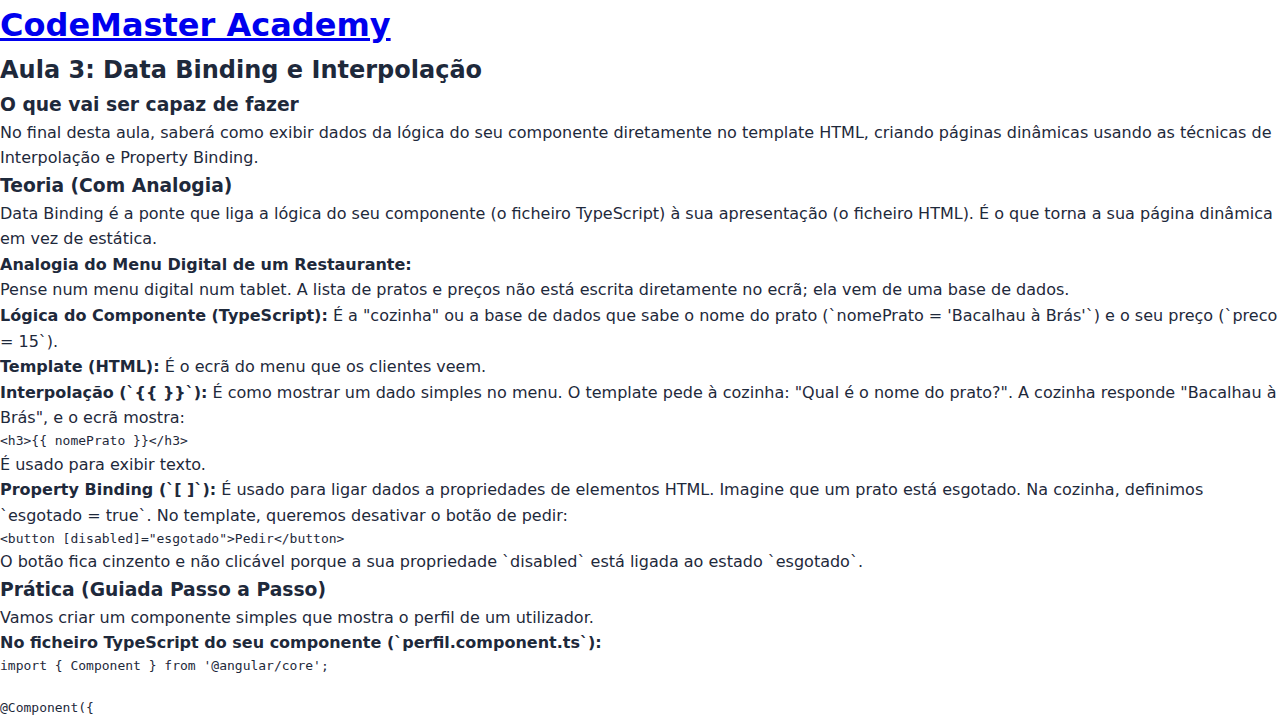 CodeMaster Academy
Aula 3: Data Binding e Interpolação
O que vai ser capaz de fazer
No final desta aula, saberá como exibir dados da lógica do seu componente diretamente no template HTML, criando páginas dinâmicas usando as técnicas de
Interpolação e Property Binding.
Teoria (Com Analogia)
Data Binding é a ponte que liga a lógica do seu componente (o ficheiro TypeScript) à sua apresentação (o ficheiro HTML). É o que torna a sua página dinâmica
em vez de estática.
Analogia do Menu Digital de um Restaurante:
Pense num menu digital num tablet. A lista de pratos e preços não está escrita diretamente no ecrã; ela vem de uma base de dados.
Lógica do Componente (TypeScript): É a "cozinha" ou a base de dados que sabe o nome do prato (`nomePrato = 'Bacalhau à Brás'`) e o seu preço (`preco
= 15`).
Template (HTML): É o ecrã do menu que os clientes veem.
Interpolação (`{{ }}`): É como mostrar um dado simples no menu. O template pede à cozinha: "Qual é o nome do prato?". A cozinha responde "Bacalhau à
Brás", e o ecrã mostra:
<h3>{{ nomePrato }}</h3>
É usado para exibir texto.
Property Binding (`[ ]`): É usado para ligar dados a propriedades de elementos HTML. Imagine que um prato está esgotado. Na cozinha, definimos
`esgotado = true`. No template, queremos desativar o botão de pedir:
<button [disabled]="esgotado">Pedir</button>
O botão fica cinzento e não clicável porque a sua propriedade `disabled` está ligada ao estado `esgotado`.
Prática (Guiada Passo a Passo)
Vamos criar um componente simples que mostra o perfil de um utilizador.
No ficheiro TypeScript do seu componente (`perfil.component.ts`):
import { Component } from '@angular/core';
@Component({